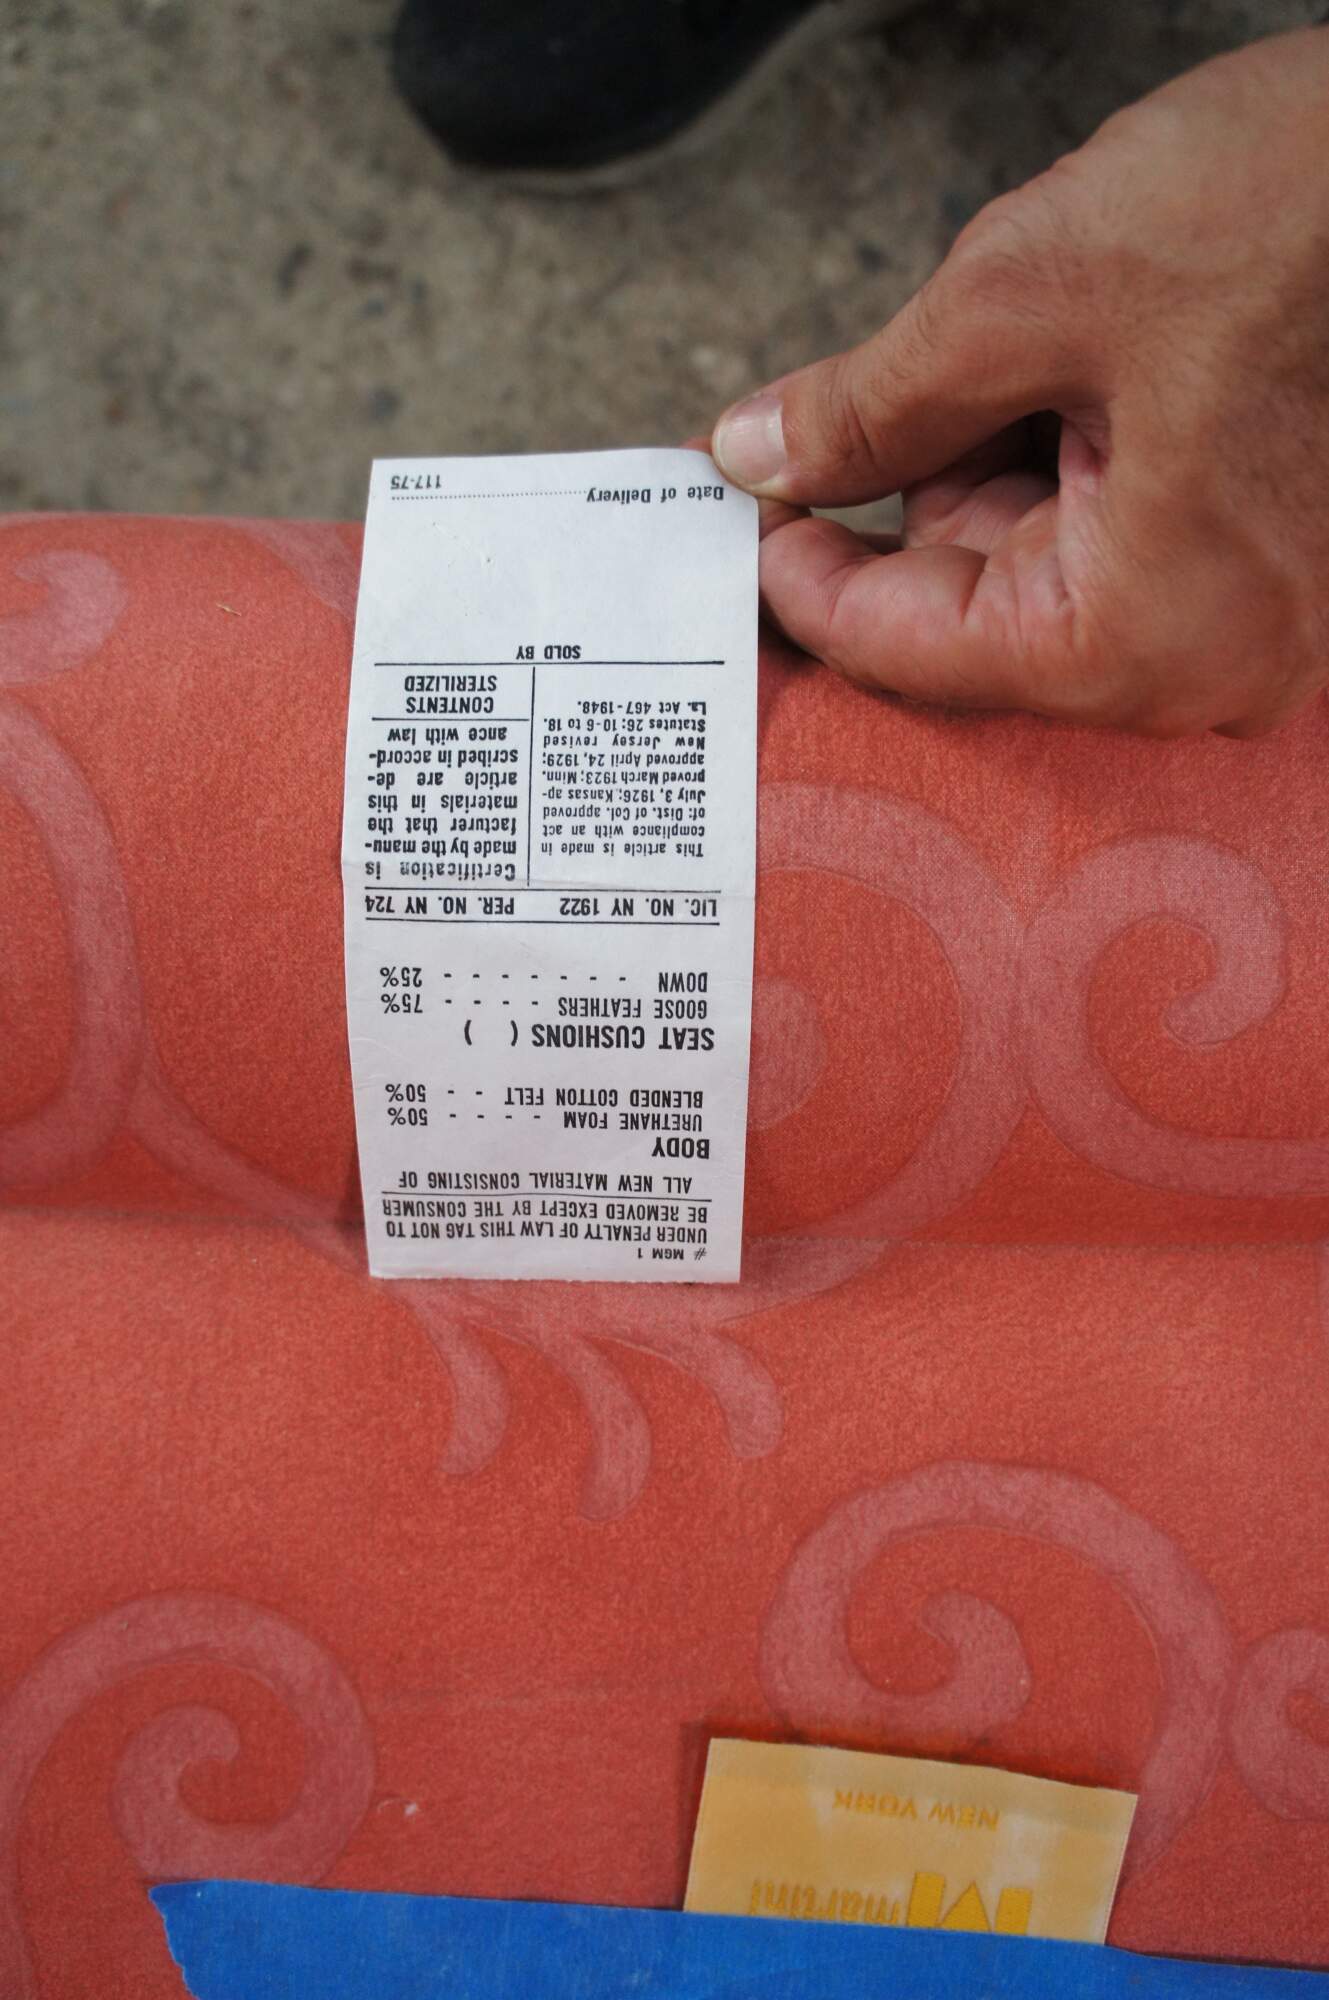 # MGM 1
UNDER PENALTY OF LAW THIS TAG NOT TO
BE REMOVED EXCEPT BY THE CONSUMER
ALL NEW MATERIAL CONSISTING OF
BODY
URETHANE FOAM - - - - 50%
BLENDED COTTON FELT - - 50%
SEAT CUSHIONS ( )
GOOSE FEATHERS - - - - 75%
DOWN - - - - - - - 25%
LIC. NO. NY 1922 PER. NO. NY 724
This article is made in
compliance with an act
of: Dist. of Col. approved
July 3, 1926; Kansas ap-
proved March 1923; Minn.
approved April 24, 1929;
New Jersey revised
Statutes 26:10-6 to 18.
La. Act 467-1948.
Certification is
made by the manu-
facturer that the
materials in this
article are de-
scribed in accord-
ance with law
CONTENTS
STERILIZED
SOLD BY
Date of Delivery........................ 117-75
M martin
NEW YORK